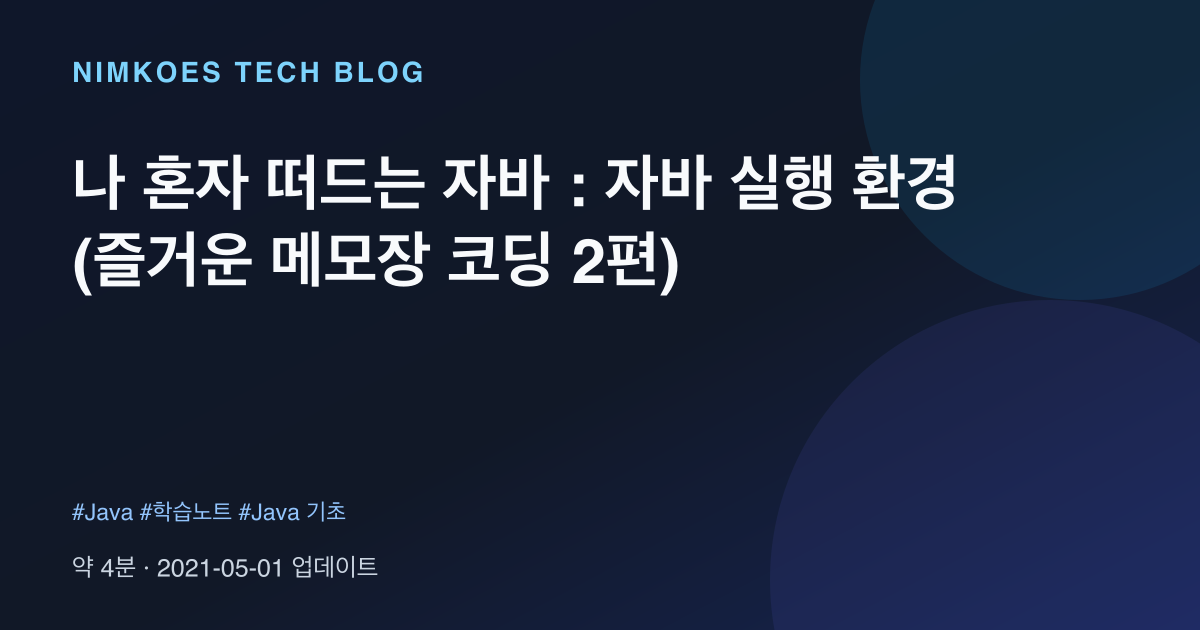 NIMKOES TECH BLOG
나 혼자 떠드는 자바 : 자바 실행 환경
(즐거운 메모장 코딩 2편)
#Java #학습노트 #Java 기초
약 4분 · 2021-05-01 업데이트